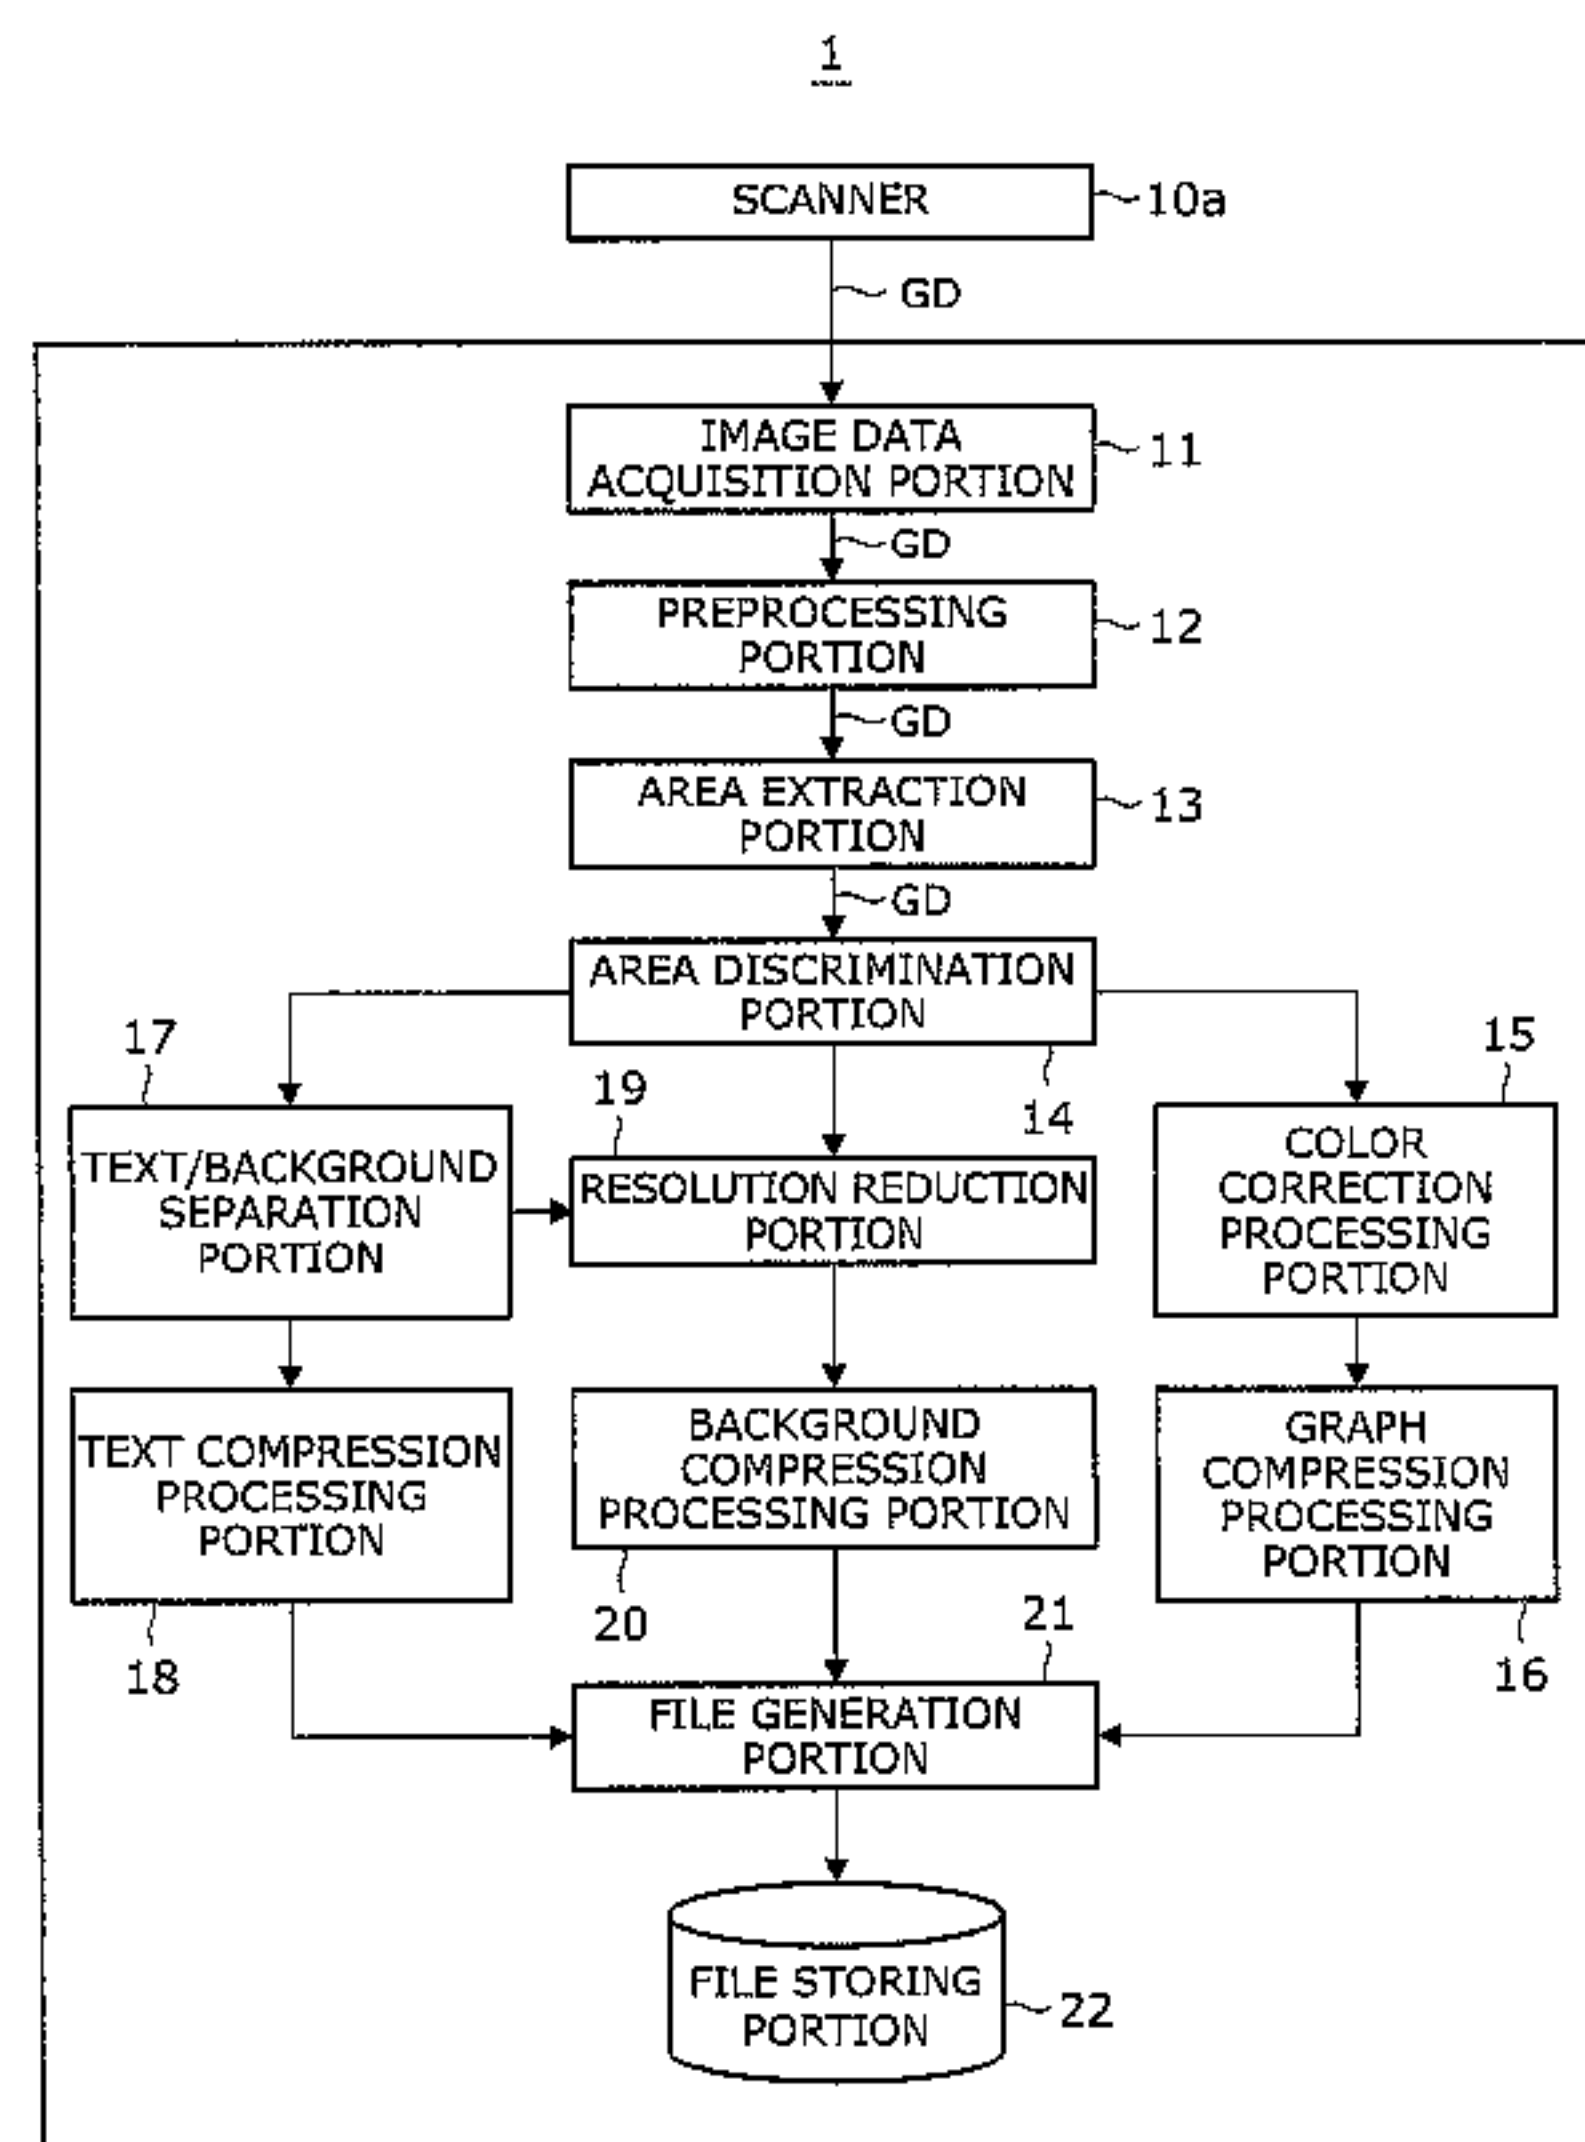 1
SCANNER
10a
GD
IMAGE DATA
ACQUISITION PORTION
11
GD
PREPROCESSING
PORTION
12
GD
AREA EXTRACTION
PORTION
13
GD
AREA DISCRIMINATION
PORTION
14
17
TEXT/BACKGROUND
SEPARATION
PORTION
19
RESOLUTION REDUCTION
PORTION
15
COLOR
CORRECTION
PROCESSING
PORTION
TEXT COMPRESSION
PROCESSING
PORTION
18
BACKGROUND
COMPRESSION
PROCESSING PORTION
20
GRAPH
COMPRESSION
PROCESSING
PORTION
16
21
FILE GENERATION
PORTION
FILE STORING
PORTION
22